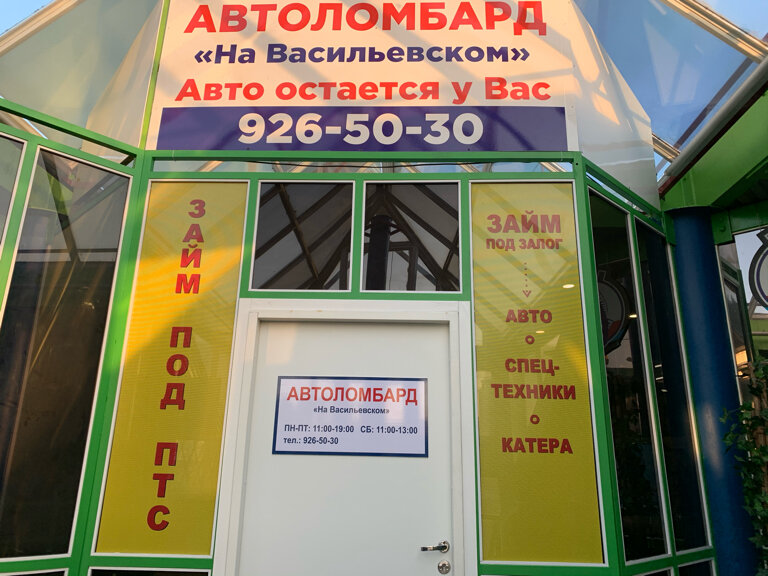 АВТОЛОМБАРД
«На Васильевском»
Авто остается у Вас
926-50-30
ЗАЙМ ПОД ПТС
ЗАЙМ
ПОД ЗАЛОГ
АВТО
СПЕЦ-
ТЕХНИКИ
КАТЕРА
АВТОЛОМБАРД
«На Васильевском»
ПН-ПТ: 11:00-19:00 СБ: 11:00-13:00
тел.: 926-50-30